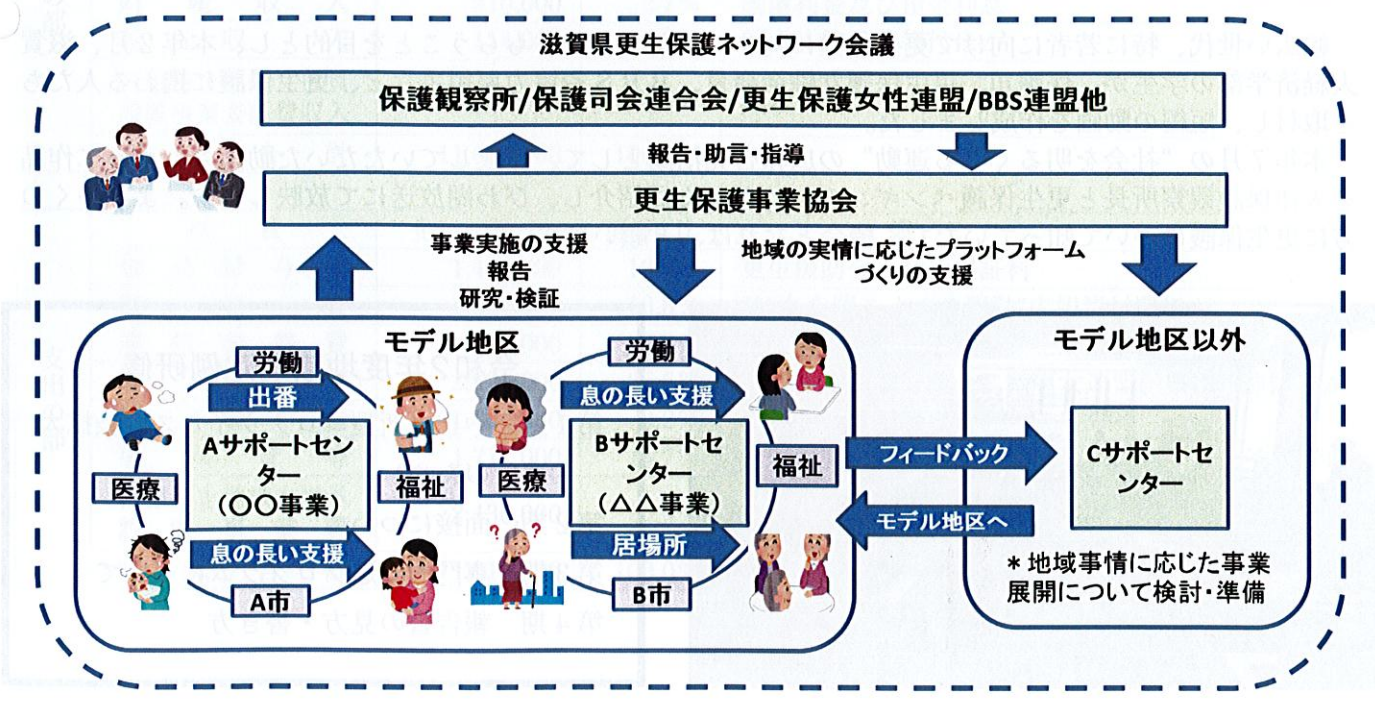 滋賀県更生保護ネットワーク会議
保護観察所/保護司会連合会/更生保護女性連盟/BBS連盟他
報告・助言・指導
更生保護事業協会
事業実施の支援
報告
研究・検証
地域の実情に応じたプラットフォーム
づくりの支援
モデル地区
労働
出番
Aサポートセン
ター
(〇〇事業)
医療
福祉
息の長い支援
A市
労働
息の長い支援
Bサポートセ
ンター
(△△事業)
医療
福祉
居場所
B市
? ?
フィードバック
モデル地区へ
モデル地区以外
Cサポートセ
ンター
*地域事情に応じた事業
展開について検討・準備